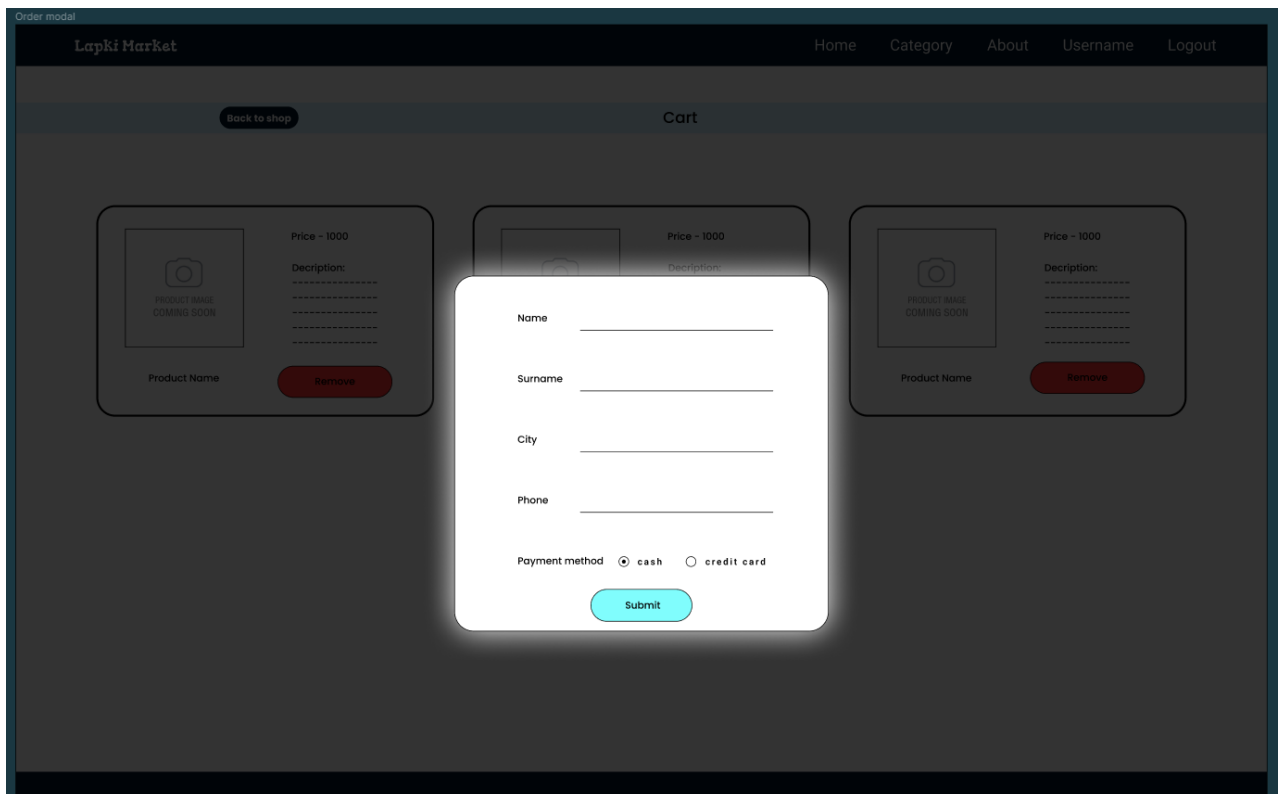 Order modal
Lapki Market
Home Category About Username Logout
Back to shop
Cart
Price - 1000
Decription:
PRODUCT IMAGE
COMING SOON
Product Name
Remove
Price - 1000
Decription:
Price - 1000
Decription:
PRODUCT IMAGE
COMING SOON
Product Name
Remove
Name
Surname
City
Phone
Payment method cash credit card
Submit